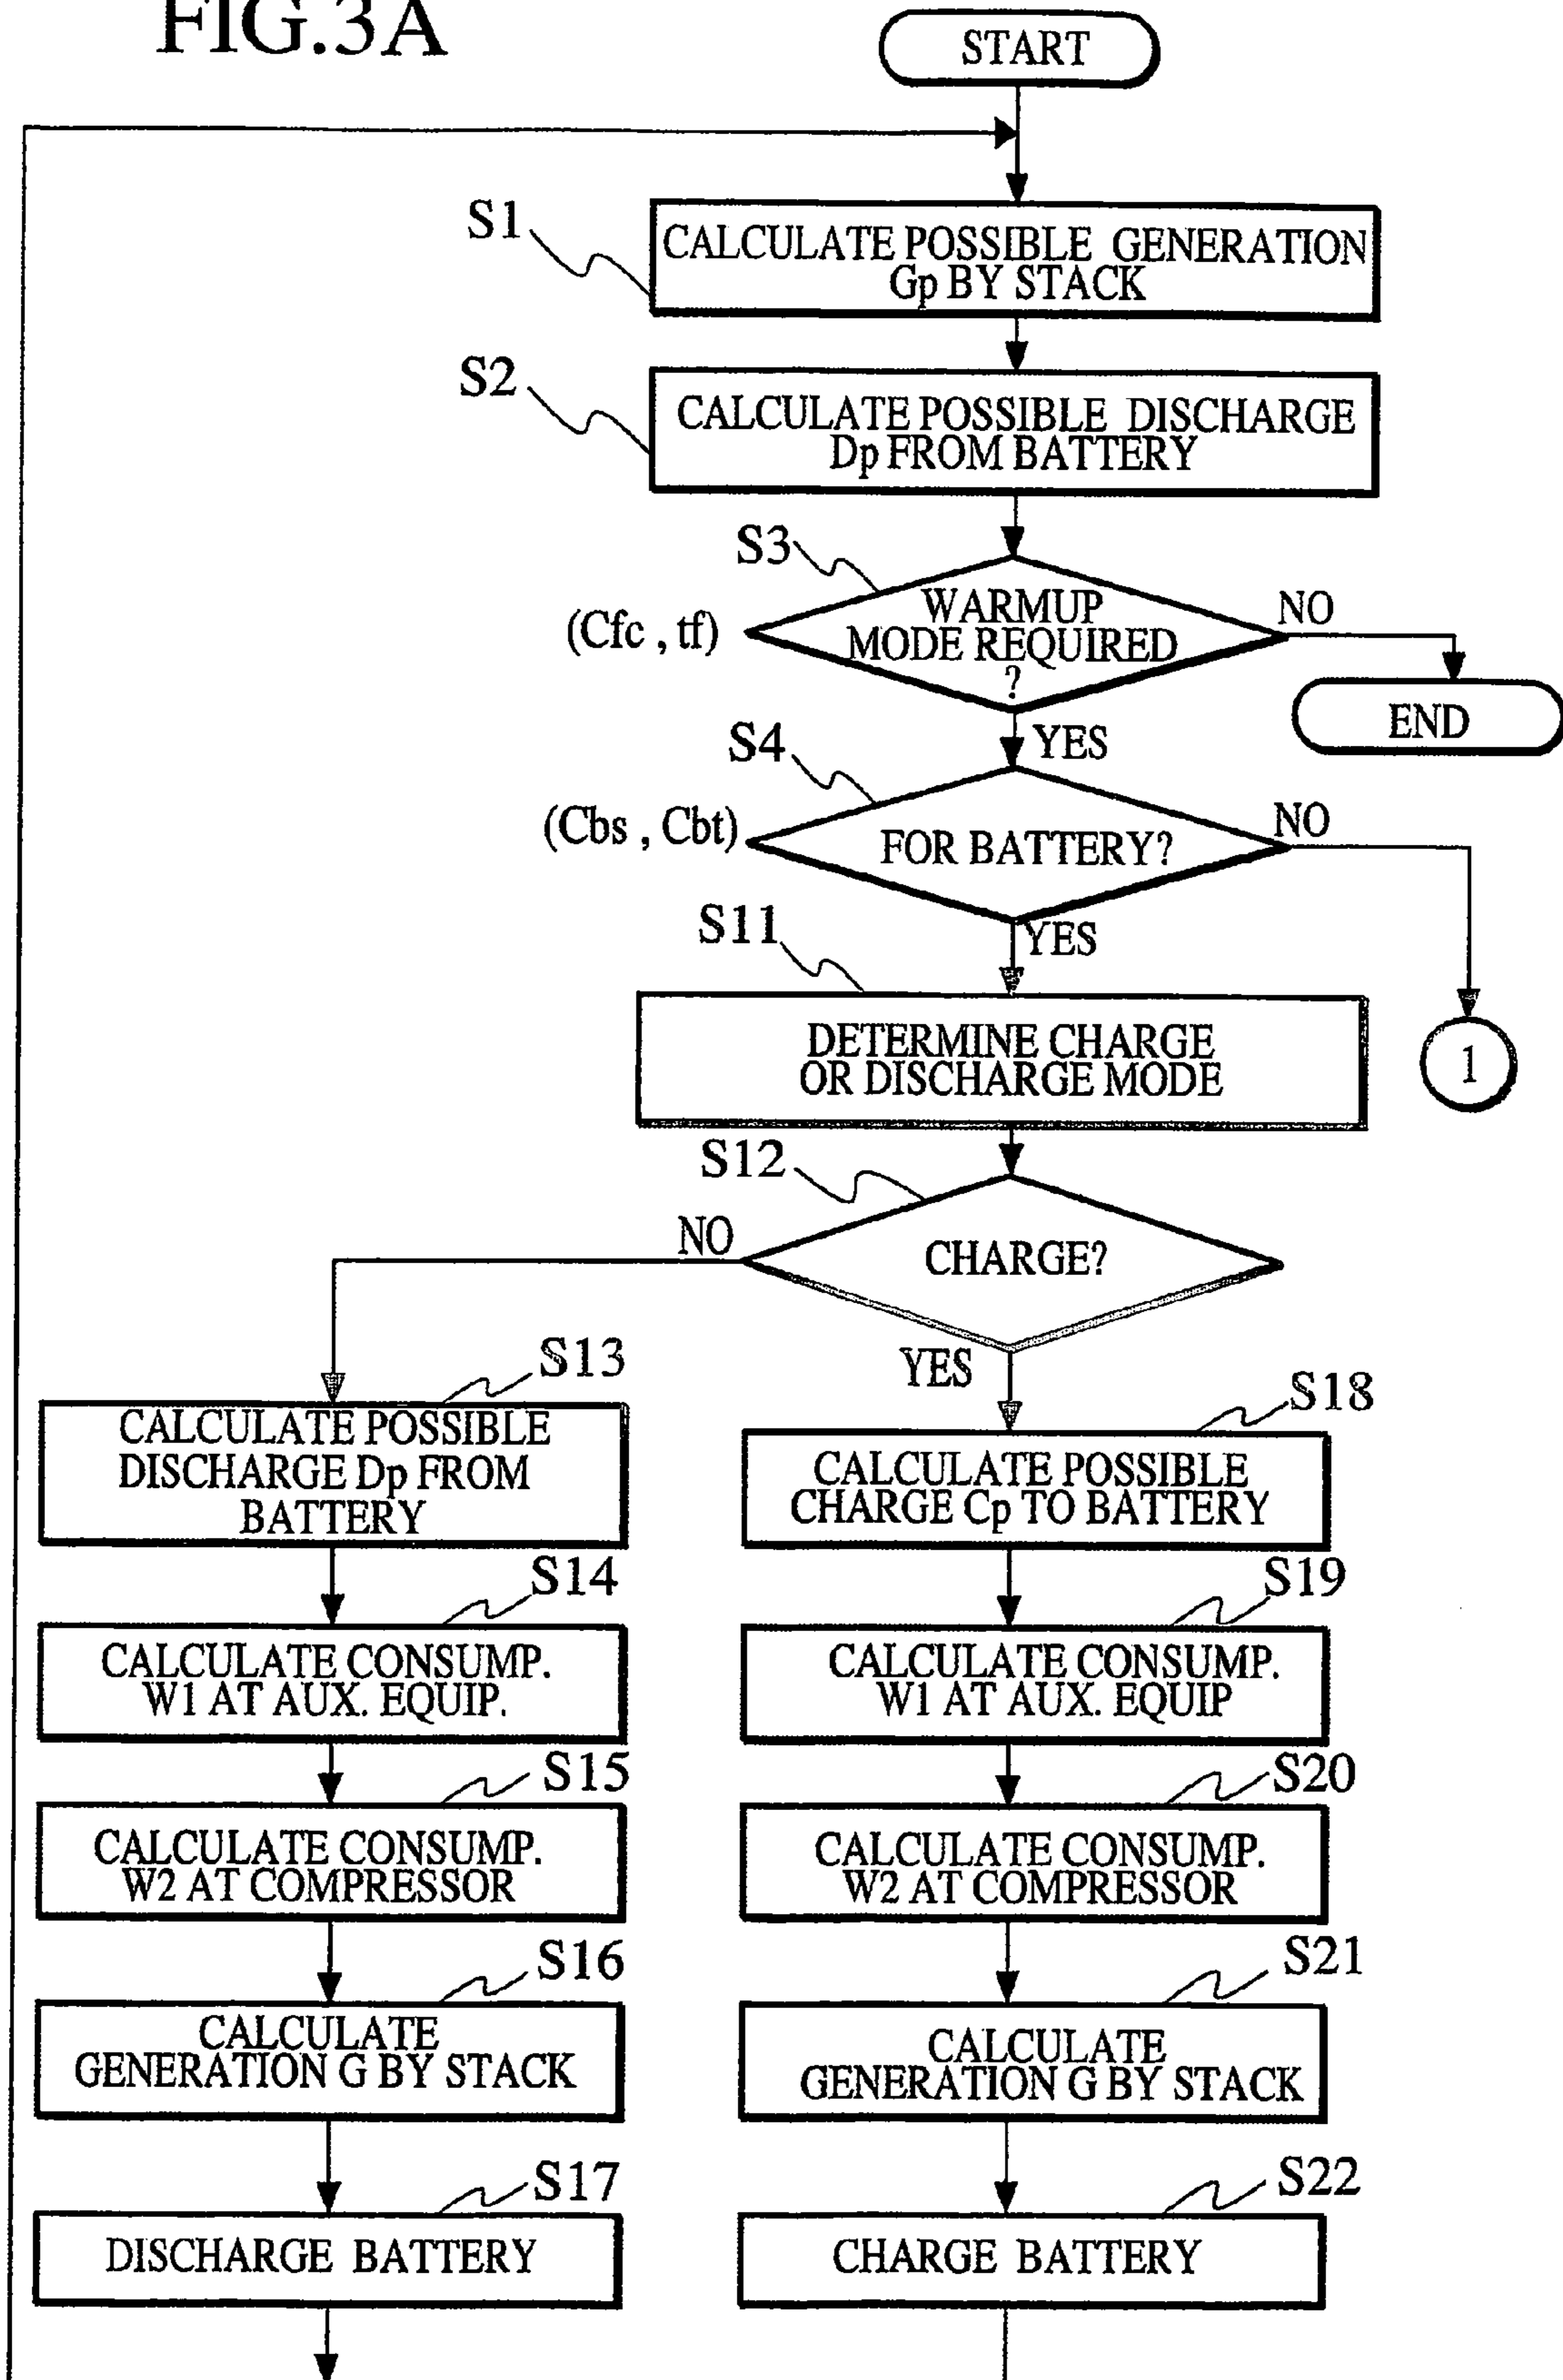 FIG.3A
START
S1
CALCULATE POSSIBLE GENERATION
Gp BY STACK
S2
CALCULATE POSSIBLE DISCHARGE
Dp FROM BATTERY
S3
(Cfc , tf)
WARMUP
MODE REQUIRED
?
NO
END
YES
S4
(Cbs , Cbt)
FOR BATTERY?
NO
YES
1
S11
DETERMINE CHARGE
OR DISCHARGE MODE
S12
NO
CHARGE?
YES
S13
CALCULATE POSSIBLE
DISCHARGE Dp FROM
BATTERY
S14
CALCULATE CONSUMP.
W1 AT AUX. EQUIP.
S15
CALCULATE CONSUMP.
W2 AT COMPRESSOR
S16
CALCULATE
GENERATION G BY STACK
S17
DISCHARGE BATTERY
S18
CALCULATE POSSIBLE
CHARGE Cp TO BATTERY
S19
CALCULATE CONSUMP.
W1 AT AUX. EQUIP
S20
CALCULATE CONSUMP.
W2 AT COMPRESSOR
S21
CALCULATE
GENERATION G BY STACK
S22
CHARGE BATTERY